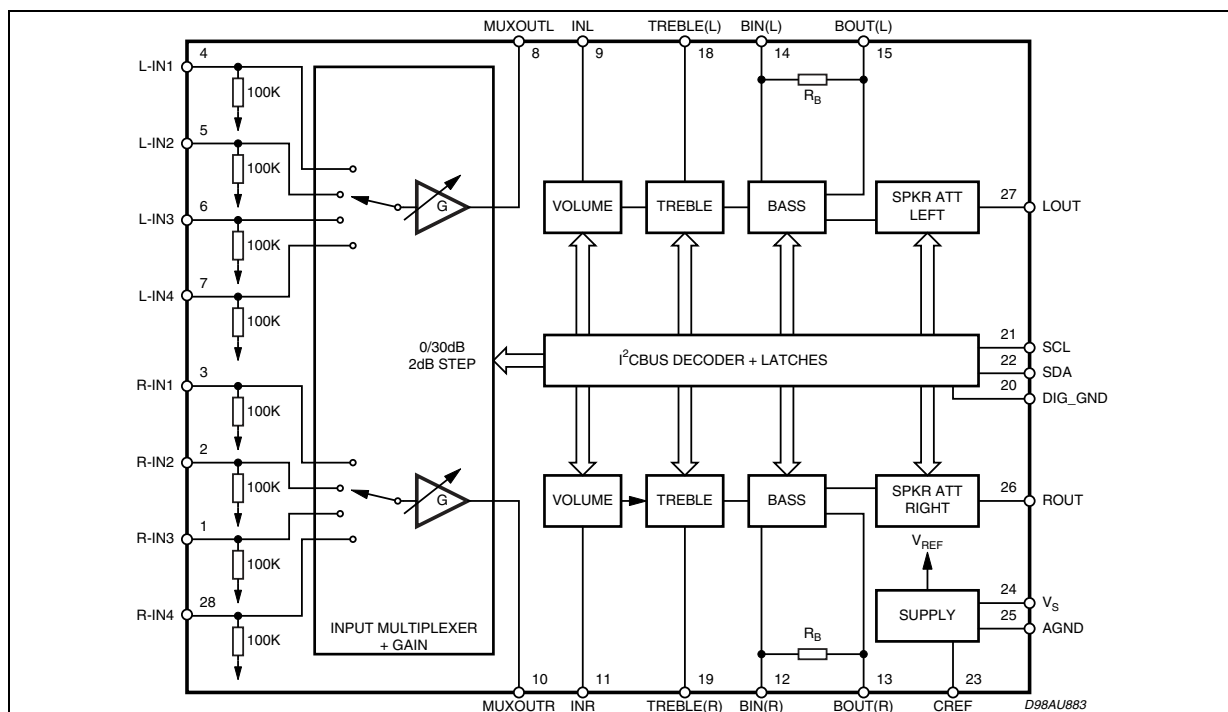 MUXOUTL INL TREBLE(L) BIN(L) BOUT(L)
8 9 18 14 15
L-IN1 4
100K
RB
L-IN2 5
100K
L-IN3 6
100K
L-IN4 7
100K
G
VOLUME TREBLE BASS SPKR ATT LEFT 27 LOUT
0/30dB
2dB STEP
I2CBUS DECODER + LATCHES
21 SCL
22 SDA
20 DIG_GND
R-IN1 3
100K
R-IN2 2
100K
R-IN3 1
100K
R-IN4 28
100K
G
VOLUME TREBLE BASS SPKR ATT RIGHT 26 ROUT
VREF
SUPPLY
24 VS
25 AGND
INPUT MULTIPLEXER
+ GAIN
RB
10 11 19 12 13 23
MUXOUTR INR TREBLE(R) BIN(R) BOUT(R) CREF
D98AU883